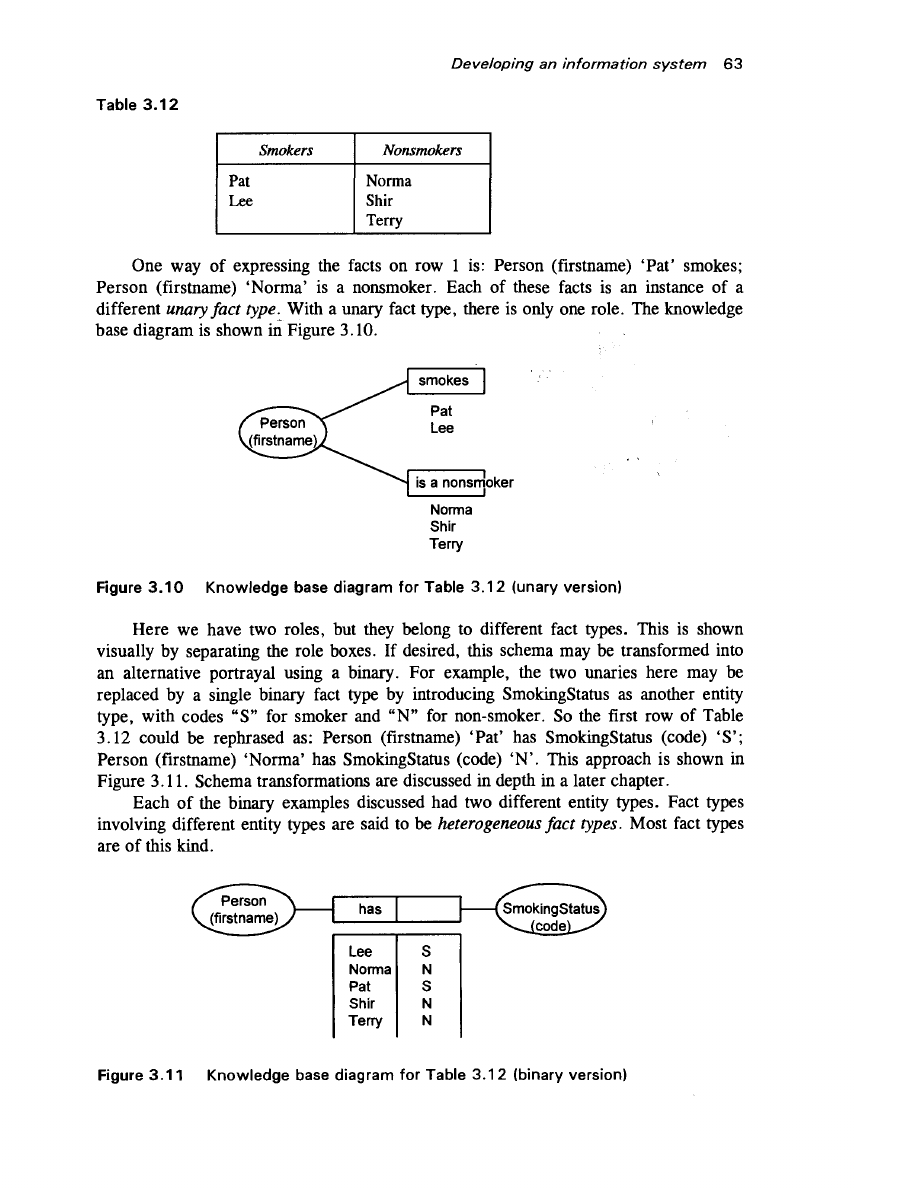 Developing an information system 63
Table 3.12
Smokers Nonsmokers
Pat Norma
Lee Shir
Terry
One way of expressing the facts on row 1 is: Person (firstname) ‘Pat’ smokes;
Person (firstname) ‘Norma’ is a nonsmoker. Each of these facts is an instance of a
different unary fact type. With a unary fact type, there is only one role. The knowledge
base diagram is shown in Figure 3.10.
smokes
Pat
Lee
Person
(firstname)
is a nonsmoker
Norma
Shir
Terry
Figure 3.10 Knowledge base diagram for Table 3.12 (unary version)
Here we have two roles, but they belong to different fact types. This is shown
visually by separating the role boxes. If desired, this schema may be transformed into
an alternative portrayal using a binary. For example, the two unaries here may be
replaced by a single binary fact type by introducing SmokingStatus as another entity
type, with codes “S” for smoker and “N” for non-smoker. So the first row of Table
3.12 could be rephrased as: Person (firstname) ‘Pat’ has SmokingStatus (code) ‘S’;
Person (firstname) ‘Norma’ has SmokingStatus (code) ‘N’. This approach is shown in
Figure 3.11. Schema transformations are discussed in depth in a later chapter.
Each of the binary examples discussed had two different entity types. Fact types
involving different entity types are said to be heterogeneous fact types. Most fact types
are of this kind.
Person
(firstname)
has
SmokingStatus
(code)
Lee S
Norma N
Pat S
Shir N
Terry N
Figure 3.11 Knowledge base diagram for Table 3.12 (binary version)